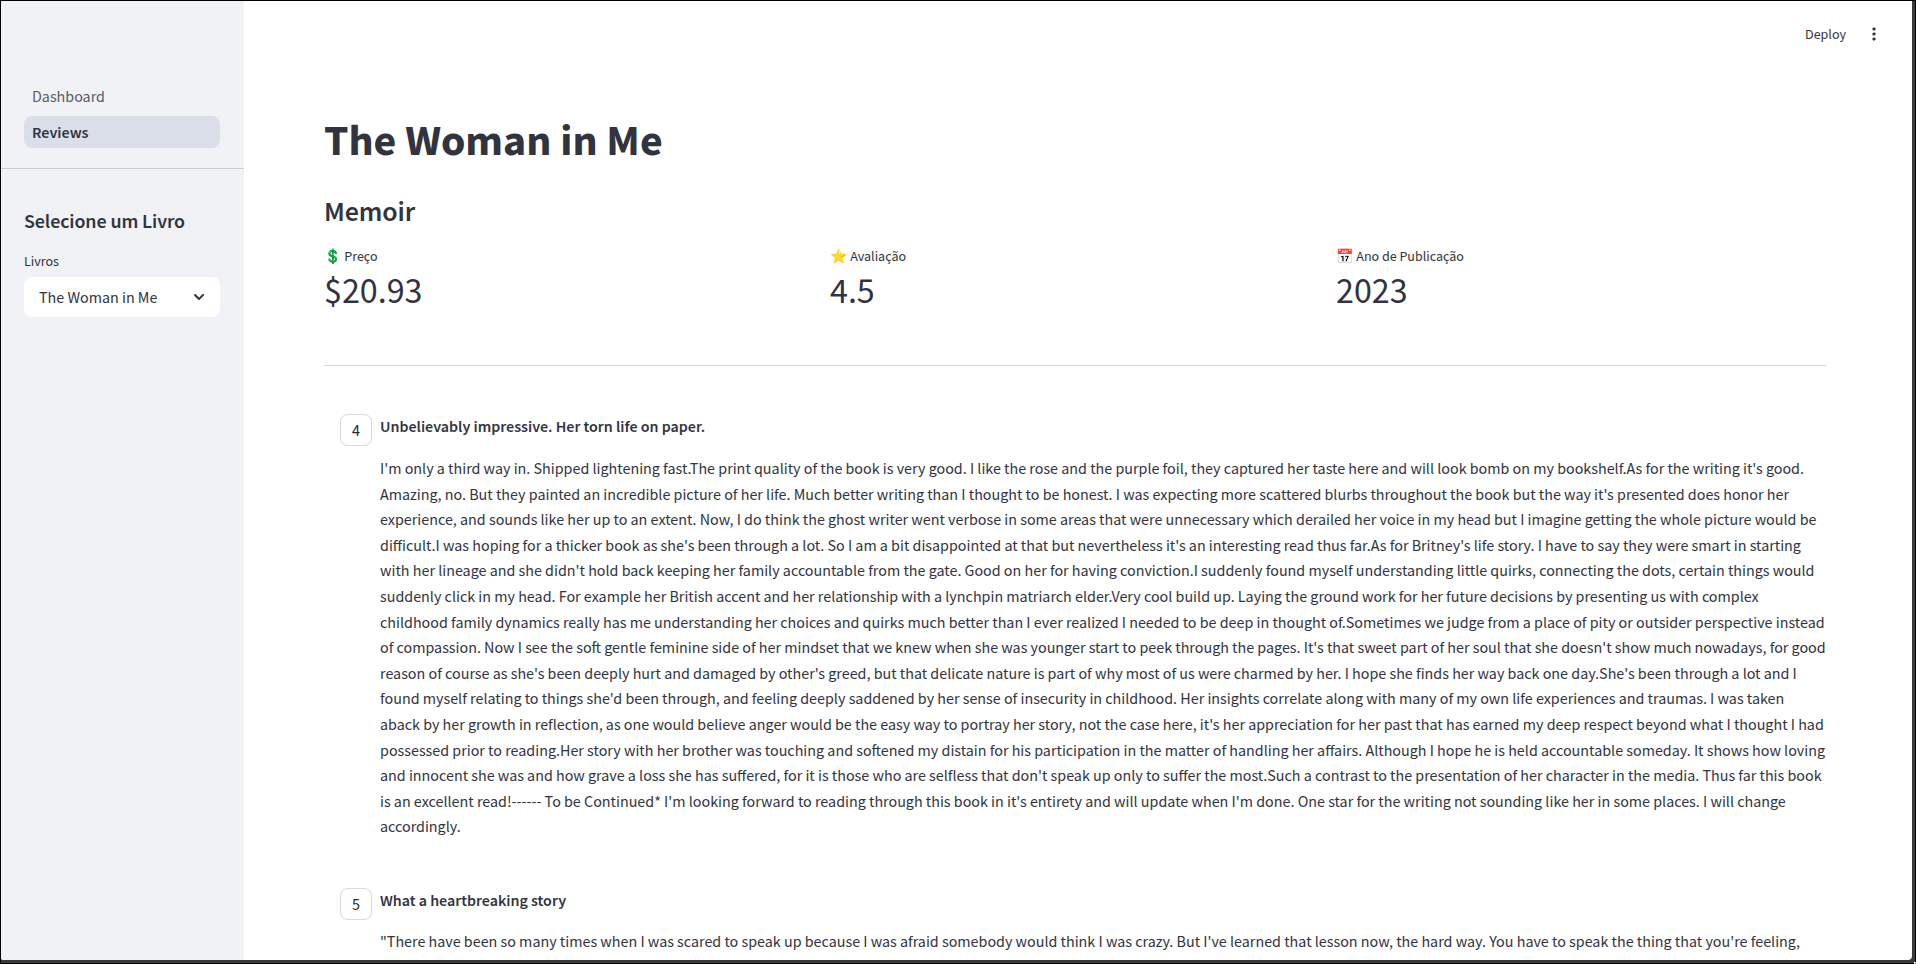 Deploy
Dashboard
Reviews
Selecione um Livro
Livros
The Woman in Me
The Woman in Me
Memoir
Preço
$20.93
Avaliação
4.5
Ano de Publicação
2023
4
Unbelievably impressive. Her torn life on paper.
I'm only a third way in. Shipped lightening fast.The print quality of the book is very good. I like the rose and the purple foil, they captured her taste here and will look bomb on my bookshelf.As for the writing it's good.
Amazing, no. But they painted an incredible picture of her life. Much better writing than I thought to be honest. I was expecting more scattered blurbs throughout the book but the way it's presented does honor her
experience, and sounds like her up to an extent. Now, I do think the ghost writer went verbose in some areas that were unnecessary which derailed her voice in my head but I imagine getting the whole picture would be
difficult.I was hoping for a thicker book as she's been through a lot. So I am a bit disappointed at that but nevertheless it's an interesting read thus far.As for Britney's life story. I have to say they were smart in starting
with her lineage and she didn't hold back keeping her family accountable from the gate. Good on her for having conviction.I suddenly found myself understanding little quirks, connecting the dots, certain things would
suddenly click in my head. For example her British accent and her relationship with a lynchpin matriarch elder.Very cool build up. Laying the ground work for her future decisions by presenting us with complex
childhood family dynamics really has me understanding her choices and quirks much better than I ever realized I needed to be deep in thought of.Sometimes we judge from a place of pity or outsider perspective instead
of compassion. Now I see the soft gentle feminine side of her mindset that we knew when she was younger start to peek through the pages. It's that sweet part of her soul that she doesn't show much nowadays, for good
reason of course as she's been deeply hurt and damaged by other's greed, but that delicate nature is part of why most of us were charmed by her. I hope she finds her way back one day.She's been through a lot and I
found myself relating to things she'd been through, and feeling deeply saddened by her sense of insecurity in childhood. Her insights correlate along with many of my own life experiences and traumas. I was taken
aback by her growth in reflection, as one would believe anger would be the easy way to portray her story, not the case here, it's her appreciation for her past that has earned my deep respect beyond what I thought I had
possessed prior to reading.Her story with her brother was touching and softened my distain for his participation in the matter of handling her affairs. Although I hope he is held accountable someday. It shows how loving
and innocent she was and how grave a loss she has suffered, for it is those who are selfless that don't speak up only to suffer the most.Such a contrast to the presentation of her character in the media. Thus far this book
is an excellent read!------ To be Continued* I'm looking forward to reading through this book in it's entirety and will update when I'm done. One star for the writing not sounding like her in some places. I will change
accordingly.
5
What a heartbreaking story
"There have been so many times when I was scared to speak up because I was afraid somebody would think I was crazy. But I've learned that lesson now, the hard way. You have to speak the thing that you're feeling,